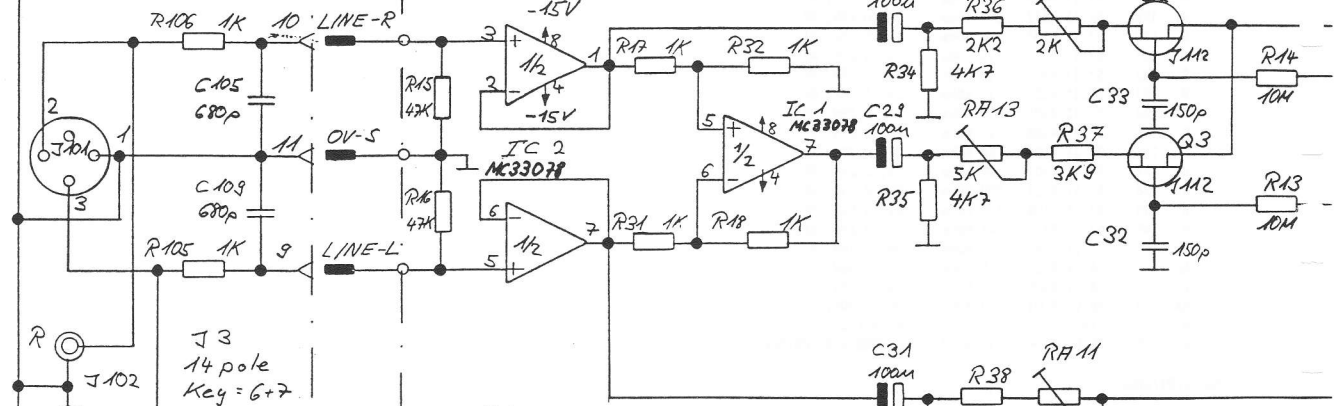 -15V
100u
R36
R106 1K 10 LINE-R
2K2
2K
J112
3
+
8
1/2
1
R17 1K
R32 1K
R34
4K7
R14
10M
C105
680p
R15
47K
2
-
4
-15V
C33
150p
2
J101
1
11
0V-S
IC 2
MC33078
IC 1
MC33078
5
+
8
1/2
7
6
-
4
C29
100u
RA13
5K
R37
3K9
Q3
J112
3
C109
680p
R16
47K
R35
4K7
R13
10M
6
-
1/2
7
R31 1K
R18 1K
C32
150p
R105 1K 9 LINE-L
5
+
R
J3
14 pole
Key = 6+7
J102
C31
100u
R38
RA11